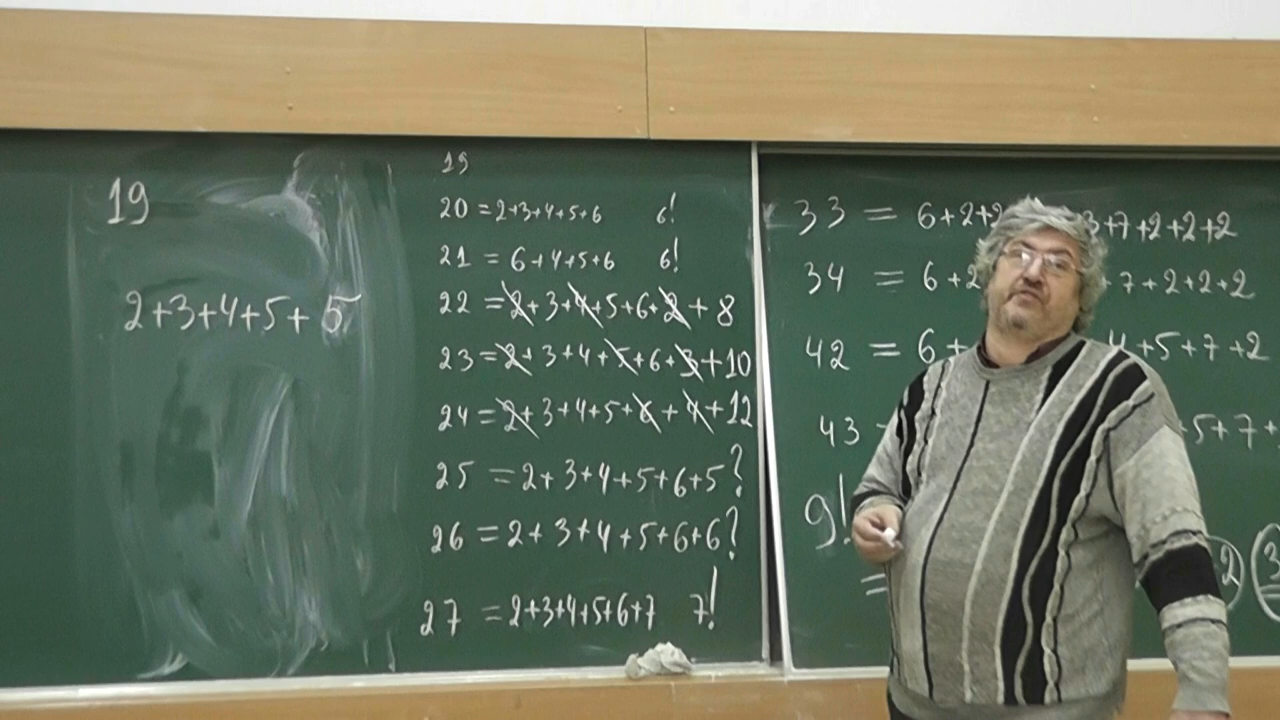 19
2+3+4+5+5
19
20 = 2+3+4+5+6 6!
21 = 6+4+5+6 6!
22 = 2+3+4+5+6+2+8
23 = 2+3+4+5+6+3+10
24 = 2+3+4+5+6+4+12
25 = 2+3+4+5+6+5?
26 = 2+3+4+5+6+6?
27 = 2+3+4+5+6+7 7!
33 = 6+2+2 3+7+2+2+2
34 = 6+2 +7+2+2+2
42 = 6+ 4+5+7+2
43 +5+7+
9!
= 2 3